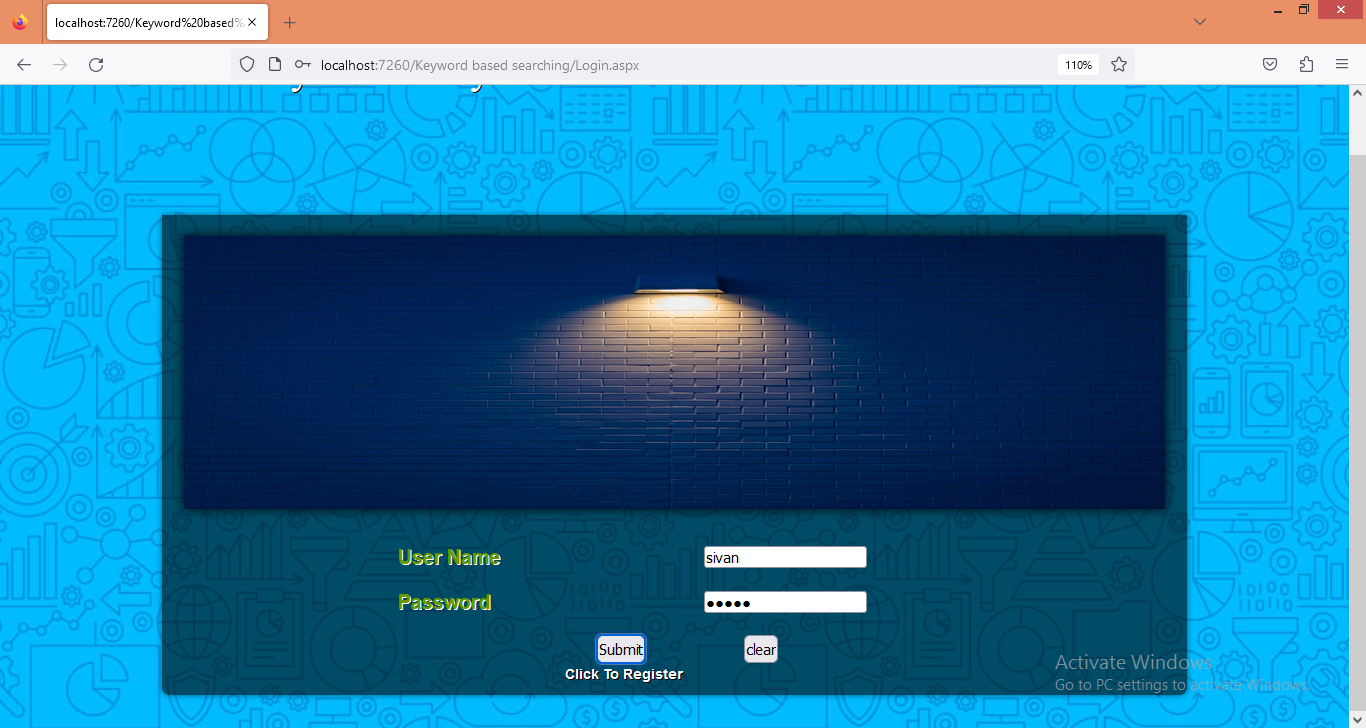 localhost:7260/Keyword%20based%
localhost:7260/Keyword based searching/Login.aspx
110%
User Name
sivan
Password
Submit
clear
Click To Register
Activate Windows
Go to PC settings to activate Windows.